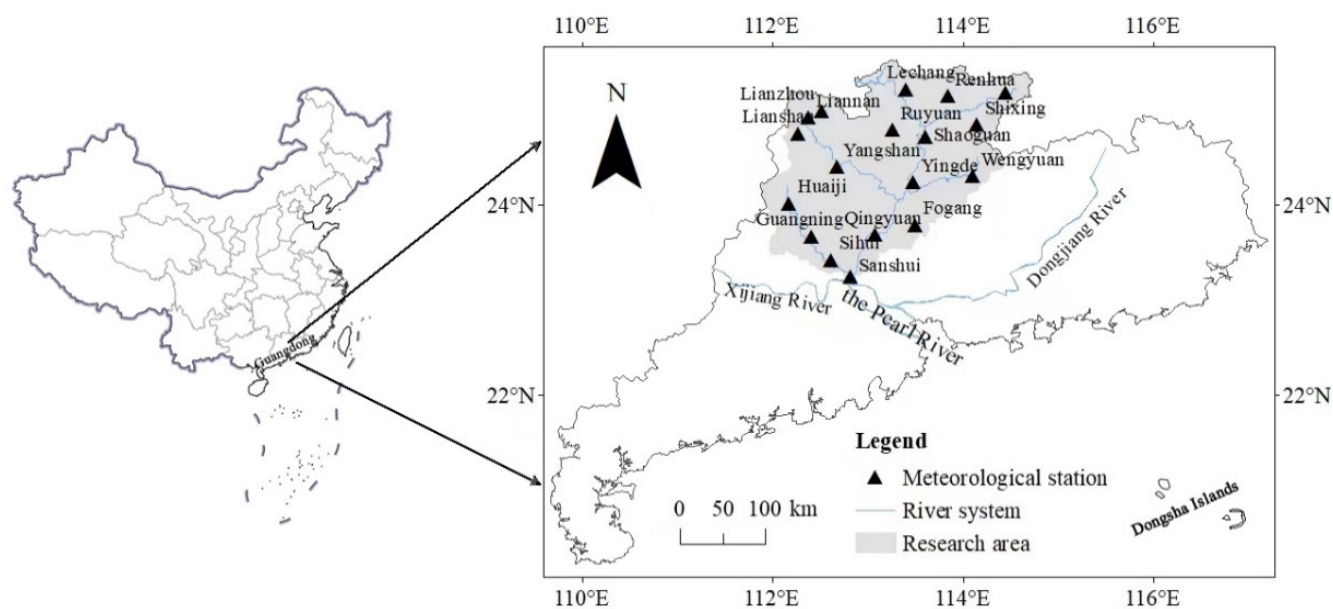 110°E 112°E 114°E 116°E
N
Lechang
Renhua
Lianzhou
Liannan
Shixing
Lianshan
Ruyuan
Shaoguan
Yangshan
Yingde
Wengyuan
Huaiji
24°N
24°N
Guangning
Qingyuan
Fogang
Sihui
Sanshui
Dongjiang River
Xijiang River
the Pearl River
Guangdong
22°N
22°N
Legend
Meteorological station
River system
Research area
0 50 100 km
Dongsha Islands
110°E 112°E 114°E 116°E